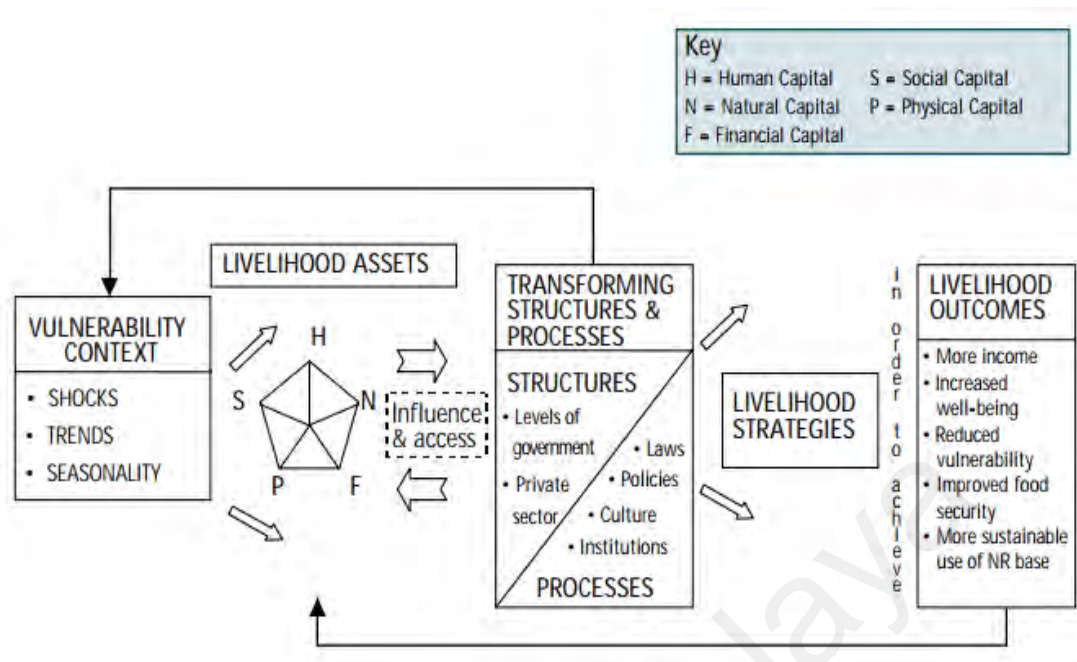 Key
H = Human Capital S = Social Capital
N = Natural Capital P = Physical Capital
F = Financial Capital
LIVELIHOOD ASSETS
VULNERABILITY
CONTEXT
• SHOCKS
• TRENDS
• SEASONALITY
H
S
N
P
F
Influence
& access
TRANSFORMING
STRUCTURES &
PROCESSES
STRUCTURES
• Levels of
government
• Private
sector
• Laws
• Policies
• Culture
• Institutions
PROCESSES
LIVELIHOOD
STRATEGIES
in order to achieve
LIVELIHOOD
OUTCOMES
• More income
• Increased
well-being
• Reduced
vulnerability
• Improved food
security
• More sustainable
use of NR base